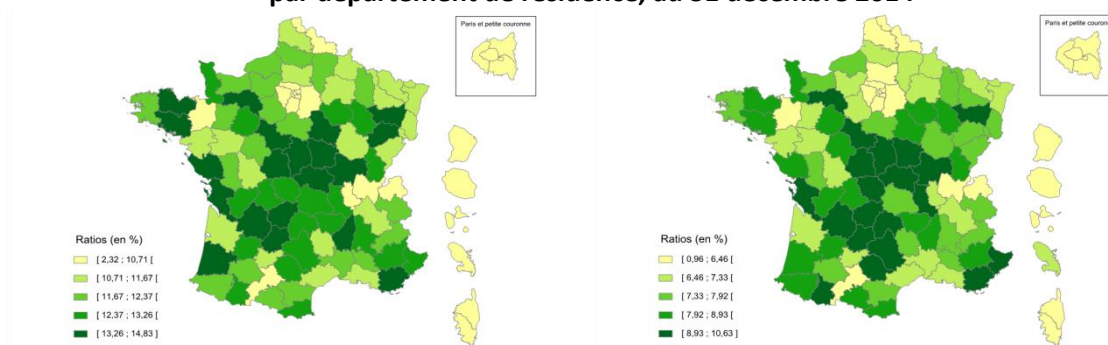 par département de résidence, au 31 décembre 2014
Paris et petite couronne
Ratios (en %)
[ 2,32 ; 10,71 [
[ 10,71 ; 11,67 [
[ 11,67 ; 12,37 [
[ 12,37 ; 13,26 [
[ 13,26 ; 14,83 [
Paris et petite couronne
Ratios (en %)
[ 0,96 ; 6,46 [
[ 6,46 ; 7,33 [
[ 7,33 ; 7,92 [
[ 7,92 ; 8,93 [
[ 8,93 ; 10,63 [